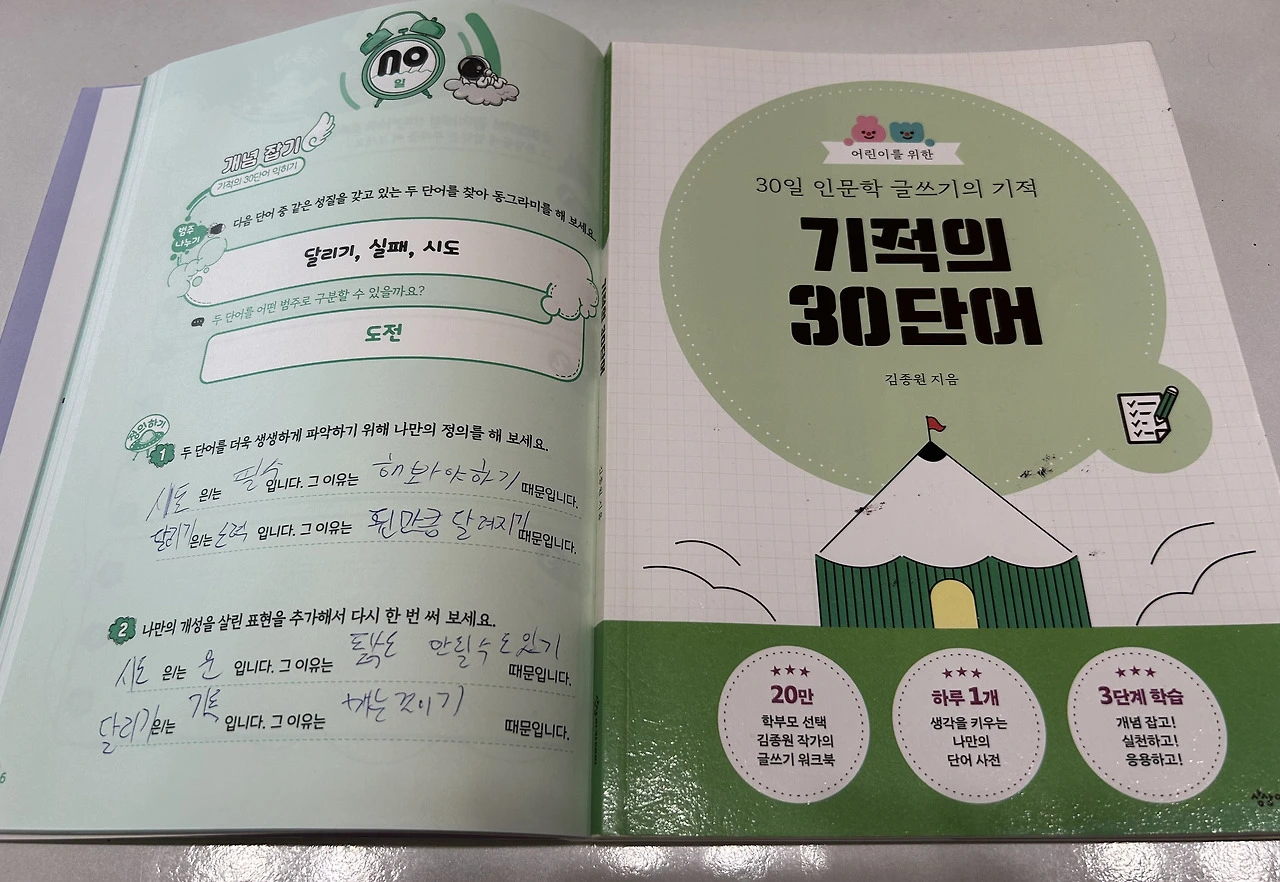 일
개념 잡기
기적의 30단어 익히기
범주
나누기
다음 단어 중 같은 성질을 갖고 있는 두 단어를 찾아 동그라미를 해 보세요.
달리기, 실패, 시도
두 단어를 어떤 범주로 구분할 수 있을까요?
도전
정의하기
1 두 단어를 더욱 생생하게 파악하기 위해 나만의 정의를 해 보세요.
시도 은/는 필수 입니다. 그 이유는 해봐야하기 때문입니다.
달리기 은/는 노력 입니다. 그 이유는 뛴만큼 달려지기 때문입니다.
2 나만의 개성을 살린 표현을 추가해서 다시 한 번 써 보세요.
시도 은/는 운 입니다. 그 이유는 될수도 안될수도있기 때문입니다.
달리기 은/는 기록 입니다. 그 이유는 깨는것이기 때문입니다.
6
어린이를 위한
30일 인문학 글쓰기의 기적
기적의
30단어
김종원 지음
20만
학부모 선택
김종원 작가의
글쓰기 워크북
하루 1개
생각을 키우는
나만의
단어 사전
3단계 학습
개념 잡고!
실천하고!
응용하고!